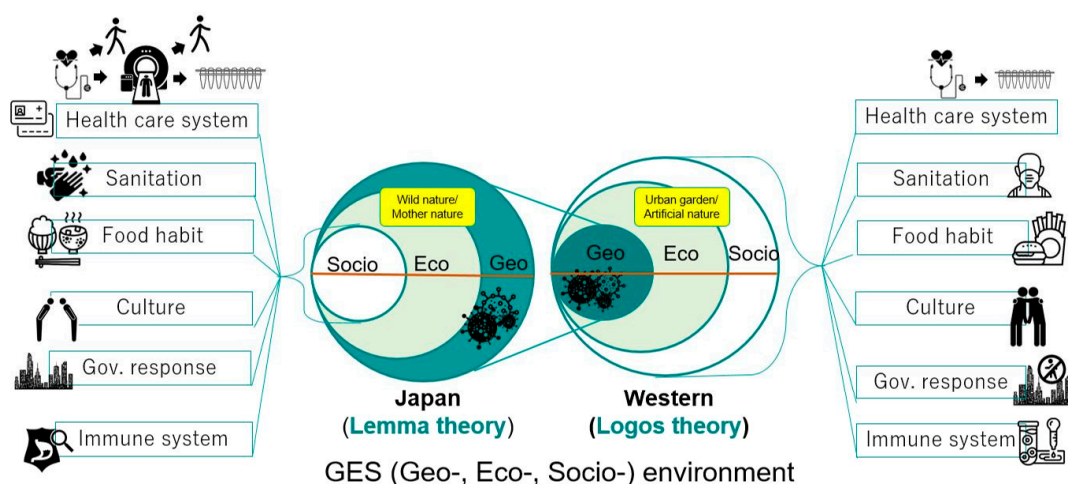 Health care system
Sanitation
Food habit
Culture
Gov. response
Immune system
Wild nature/
Mother nature
Socio
Eco
Geo
Japan
(Lemma theory)
Urban garden/
Artificial nature
Geo
Eco
Socio
Western
(Logos theory)
Health care system
Sanitation
Food habit
Culture
Gov. response
Immune system
GES (Geo-, Eco-, Socio-) environment